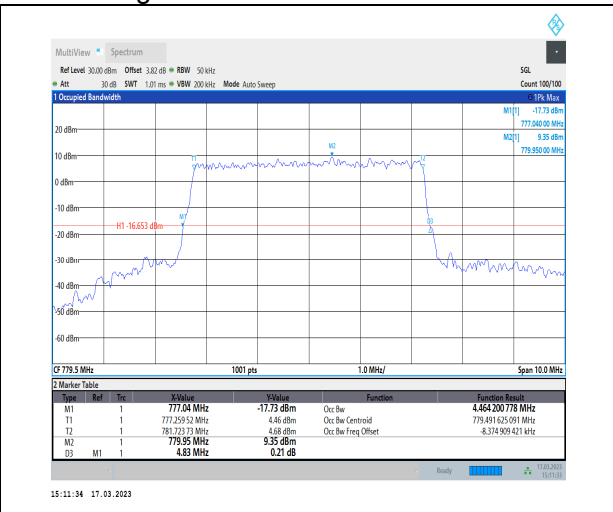 MultiView Spectrum
Ref Level 30.00 dBm Offset 3.82 dB RBW 50 kHz SGL
Att 30 dB SWT 1.01 ms VBW 200 kHz Mode Auto Sweep Count 100/100
1 Occupied Bandwidth 1Pk Max
M1[1] -17.73 dBm
777.040 00 MHz
M2[1] 9.35 dBm
779.950 00 MHz
20 dBm
M2
10 dBm
T1 T2
0 dBm
-10 dBm
M1
D3
H1 -16.653 dBm
-20 dBm
-30 dBm
-40 dBm
-50 dBm
-60 dBm
CF 779.5 MHz 1001 pts 1.0 MHz/ Span 10.0 MHz
2 Marker Table
Type Ref Trc X-Value Y-Value Function Function Result
M1 1 777.04 MHz -17.73 dBm Occ Bw 4.464 200 778 MHz
T1 1 777.259 52 MHz 4.46 dBm Occ Bw Centroid 779.491 625 091 MHz
T2 1 781.723 73 MHz 4.68 dBm Occ Bw Freq Offset -8.374 909 421 kHz
M2 1 779.95 MHz 9.35 dBm
D3 M1 1 4.83 MHz 0.21 dB
Ready 17.03.2023
15:11:33
15:11:34 17.03.2023